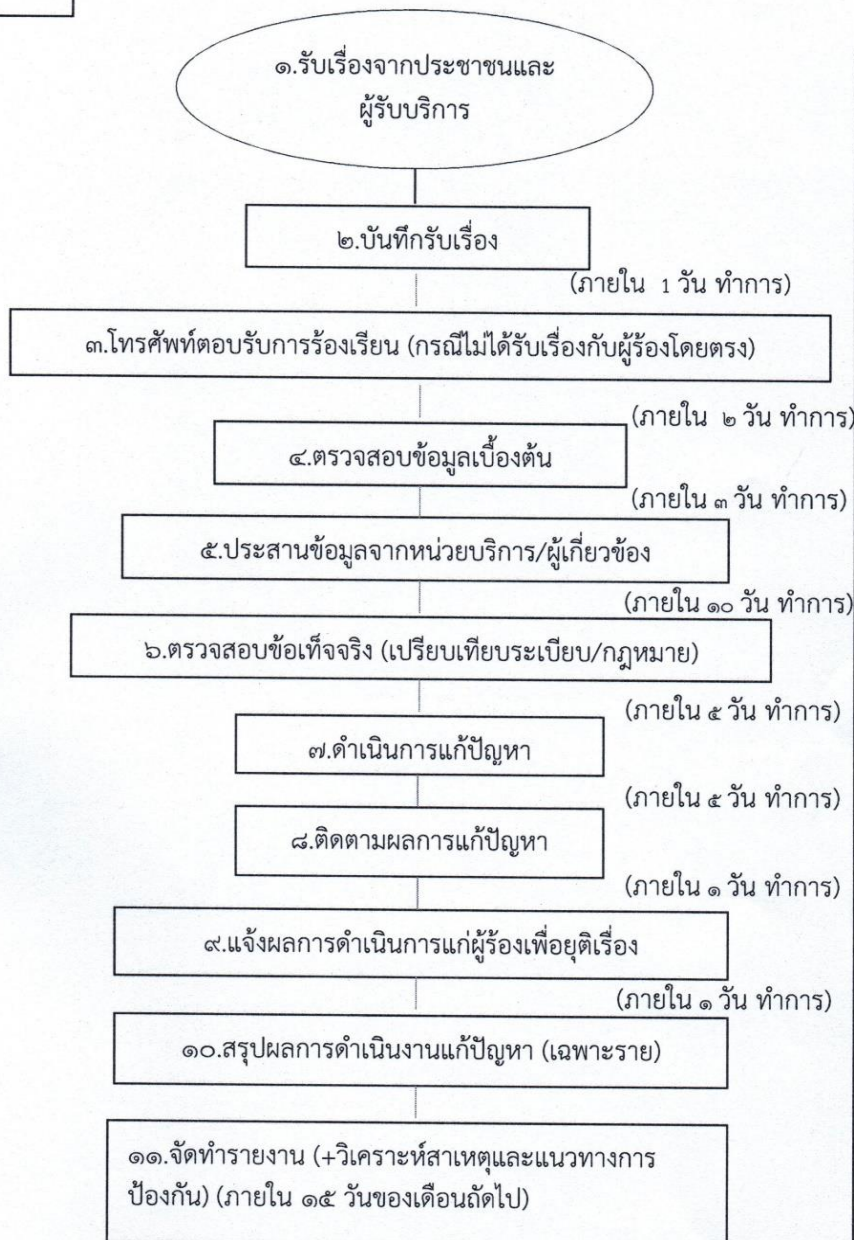 ๑.รับเรื่องจากประชาชนและ
ผู้รับบริการ
๒.บันทึกรับเรื่อง
(ภายใน 1 วัน ทำการ)
๓.โทรศัพท์ตอบรับการร้องเรียน (กรณีไม่ได้รับเรื่องกับผู้ร้องโดยตรง)
(ภายใน ๒ วัน ทำการ)
๔.ตรวจสอบข้อมูลเบื้องต้น
(ภายใน ๓ วัน ทำการ)
๕.ประสานข้อมูลจากหน่วยบริการ/ผู้เกี่ยวข้อง
(ภายใน ๑๐ วัน ทำการ)
๖.ตรวจสอบข้อเท็จจริง (เปรียบเทียบระเบียบ/กฎหมาย)
(ภายใน ๕ วัน ทำการ)
๗.ดำเนินการแก้ปัญหา
(ภายใน ๕ วัน ทำการ)
๘.ติดตามผลการแก้ปัญหา
(ภายใน ๑ วัน ทำการ)
๙.แจ้งผลการดำเนินการแก่ผู้ร้องเพื่อยุติเรื่อง
(ภายใน ๑ วัน ทำการ)
๑๐.สรุปผลการดำเนินงานแก้ปัญหา (เฉพาะราย)
๑๑.จัดทำรายงาน (+วิเคราะห์สาเหตุและแนวทางการ
ป้องกัน) (ภายใน ๑๕ วันของเดือนถัดไป)